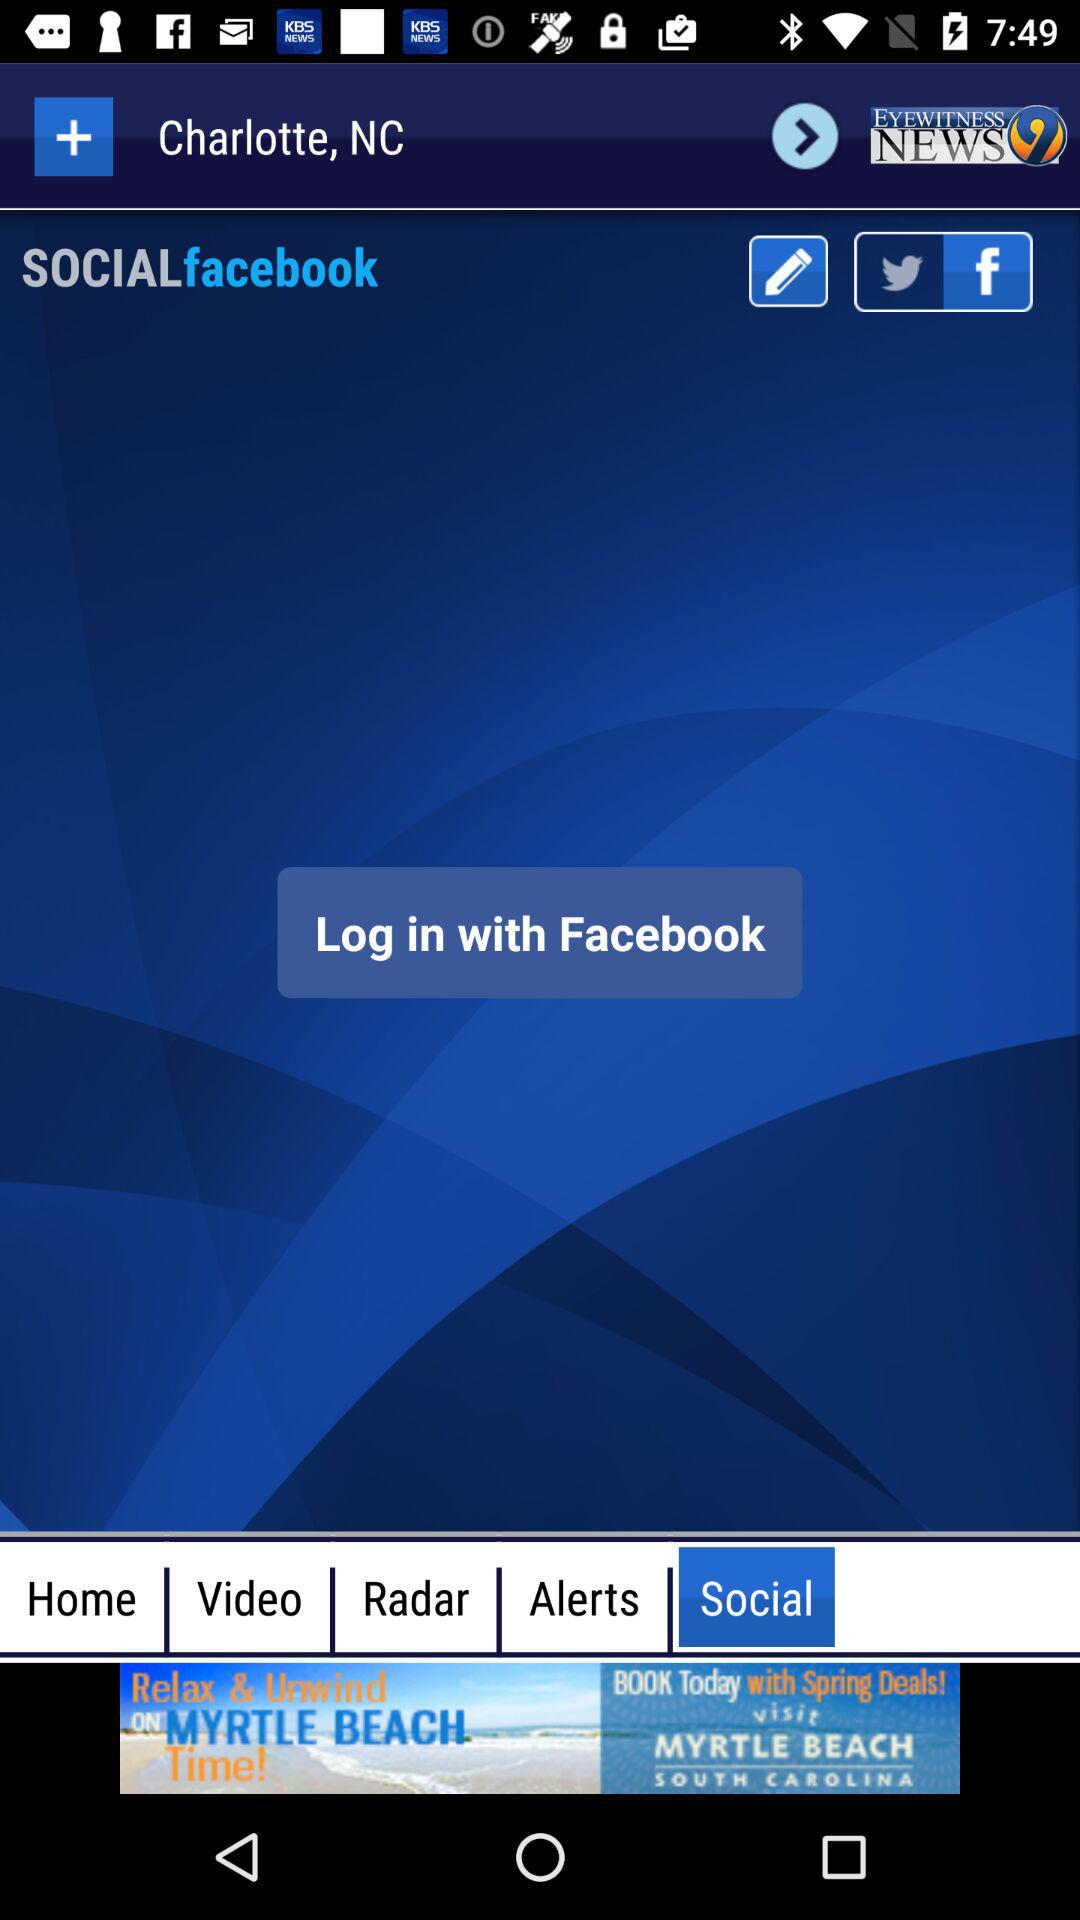 KBS NEWS
KBS NEWS
FAKE
7:49
Charlotte, NC
EYEWITNESS
NEWS 9
SOCIALfacebook
Log in with Facebook
Home
Video
Radar
Alerts
Social
Relax & Unwind
ON MYRTLE BEACH
Time!
BOOK Today with Spring Deals!
visit
MYRTLE BEACH
SOUTH CAROLINA